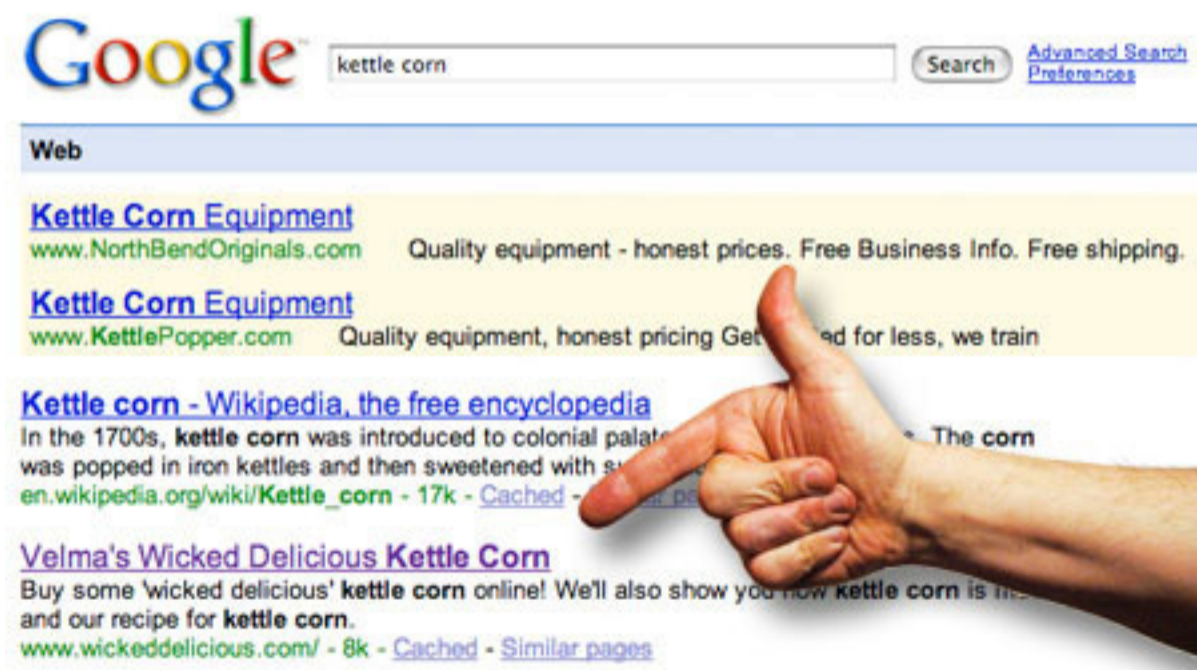 Google™
kettle corn Search Advanced Search
Preferences
Web
Kettle Corn Equipment
www.NorthBendOriginals.com Quality equipment - honest prices. Free Business Info. Free shipping.
Kettle Corn Equipment
www.KettlePopper.com Quality equipment, honest pricing Get for less, we train
Kettle corn - Wikipedia, the free encyclopedia
In the 1700s, kettle corn was introduced to colonial The corn
was popped in iron kettles and then sweetened with
en.wikipedia.org/wiki/Kettle_corn - 17k - Cached -
Velma's Wicked Delicious Kettle Corn
Buy some 'wicked delicious' kettle corn online! We'll also show you how kettle corn is
and our recipe for kettle corn.
www.wickeddelicious.com/ - 8k - Cached - Similar pages